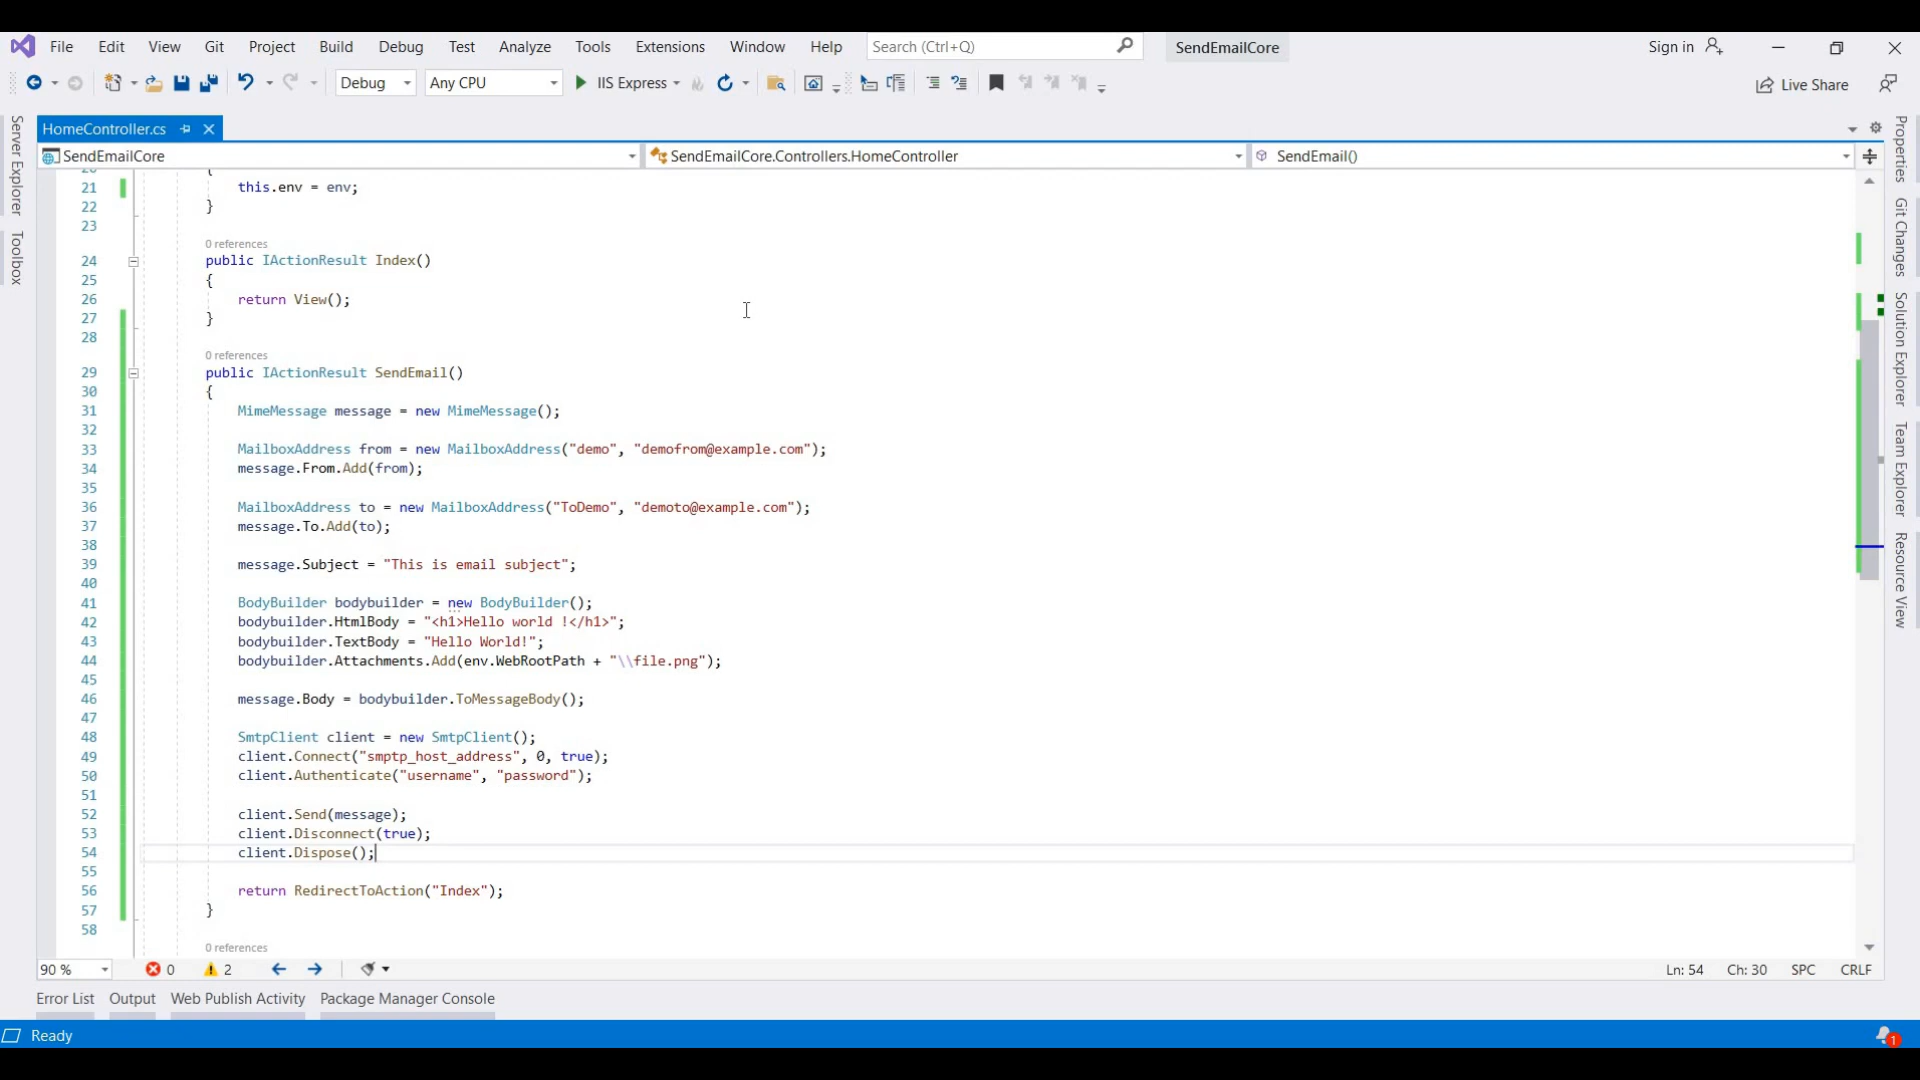 File Edit View Git Project Build Debug Test Analyze Tools Extensions Window Help Search (Ctrl+Q) SendEmailCore Sign in
Debug Any CPU IIS Express Live Share
HomeController.cs
SendEmailCore SendEmailCore.Controllers.HomeController SendEmail()
Server Explorer
Toolbox
Properties
Git Changes
Solution Explorer
Team Explorer
Resource View
21 this.env = env;
22 }
23
0 references
24 public IActionResult Index()
25 {
26 return View();
27 }
28
0 references
29 public IActionResult SendEmail()
30 {
31 MimeMessage message = new MimeMessage();
32
33 MailboxAddress from = new MailboxAddress("demo", "demofrom@example.com");
34 message.From.Add(from);
35
36 MailboxAddress to = new MailboxAddress("ToDemo", "demoto@example.com");
37 message.To.Add(to);
38
39 message.Subject = "This is email subject";
40
41 BodyBuilder bodybuilder = new BodyBuilder();
42 bodybuilder.HtmlBody = "<h1>Hello world !</h1>";
43 bodybuilder.TextBody = "Hello World!";
44 bodybuilder.Attachments.Add(env.WebRootPath + "\\file.png");
45
46 message.Body = bodybuilder.ToMessageBody();
47
48 SmtpClient client = new SmtpClient();
49 client.Connect("smptp_host_address", 0, true);
50 client.Authenticate("username", "password");
51
52 client.Send(message);
53 client.Disconnect(true);
54 client.Dispose();
55
56 return RedirectToAction("Index");
57 }
58
0 references
90 % 0 2 Ln: 54 Ch: 30 SPC CRLF
Error List Output Web Publish Activity Package Manager Console
Ready 1